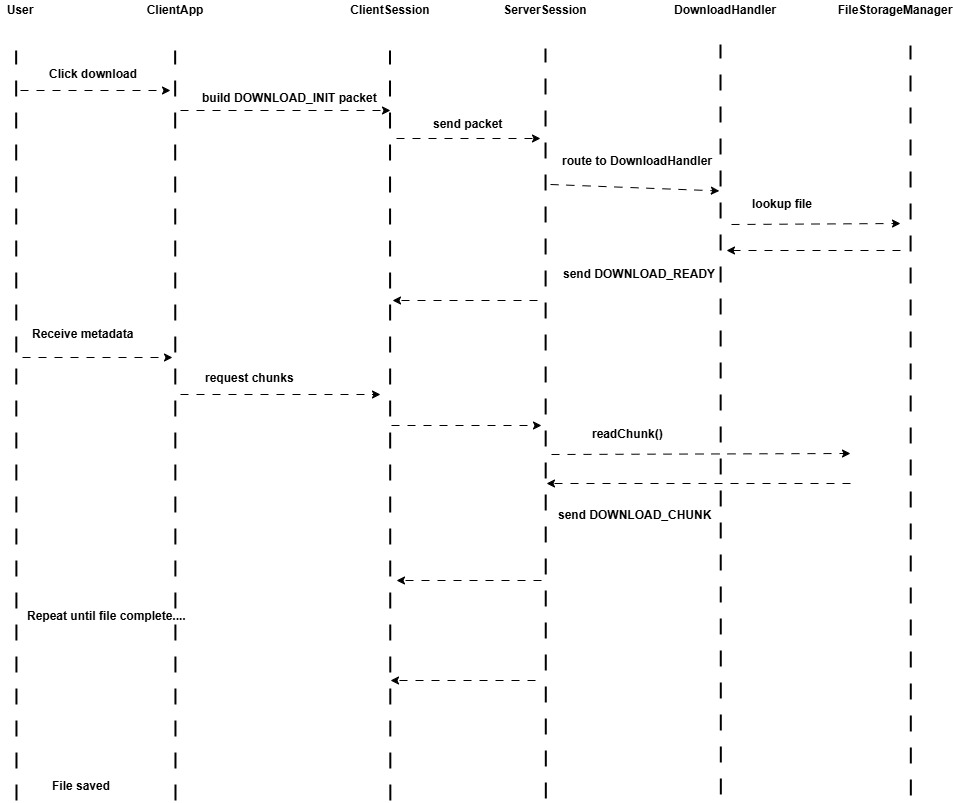 User
ClientApp
ClientSession
ServerSession
DownloadHandler
FileStorageManager
Click download
build DOWNLOAD_INIT packet
send packet
route to DownloadHandler
lookup file
send DOWNLOAD_READY
Receive metadata
request chunks
readChunk()
send DOWNLOAD_CHUNK
Repeat until file complete....
File saved